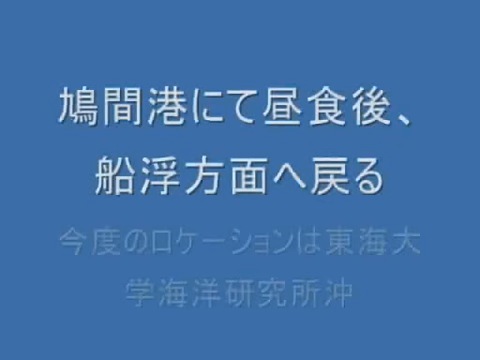 鳩間港にて昼食後、
船浮方面へ戻る
今度のロケーションは東海大
学海洋研究所沖